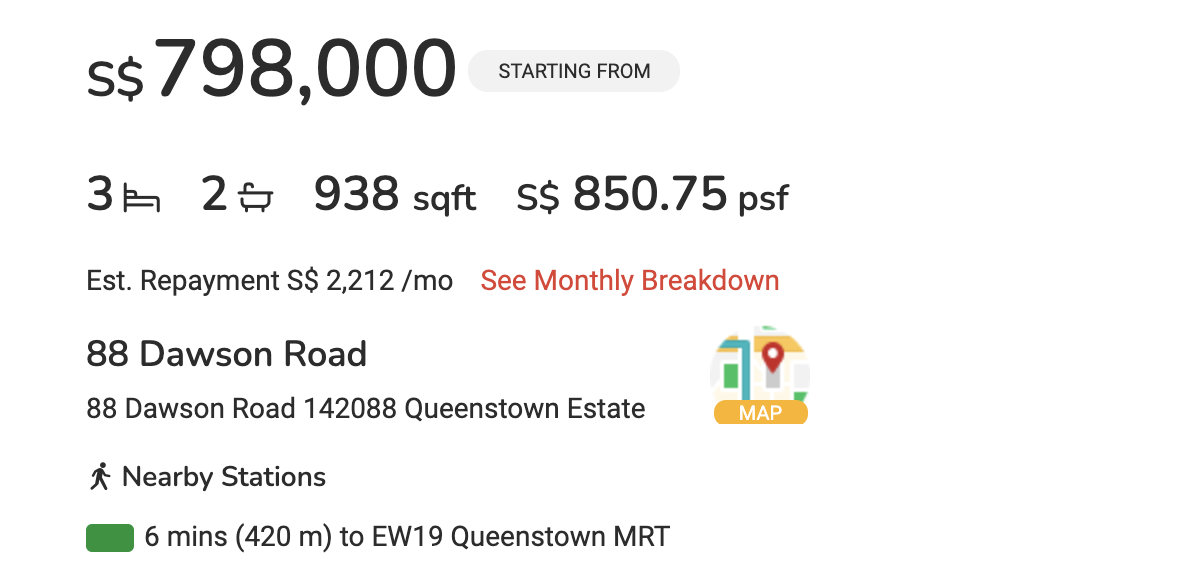 S$ 798,000 STARTING FROM
3 2 938 sqft S$ 850.75 psf
Est. Repayment S$ 2,212 /mo See Monthly Breakdown
88 Dawson Road
88 Dawson Road 142088 Queenstown Estate
MAP
Nearby Stations
6 mins (420 m) to EW19 Queenstown MRT